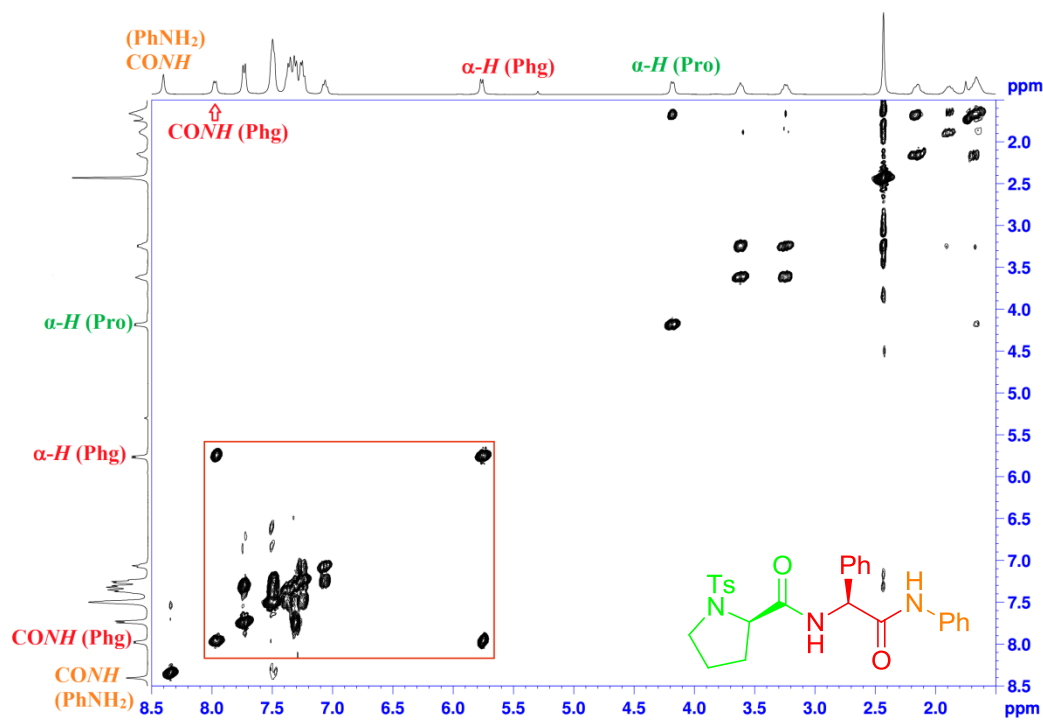 (PhNH₂)
CONH
α-H (Phg)
α-H (Pro)
ppm
CONH (Phg)
2.0
2.5
3.0
3.5
α-H (Pro)
4.0
4.5
5.0
α-H (Phg)
5.5
6.0
6.5
7.0
7.5
CONH (Phg)
8.0
CONH
(PhNH₂)
8.5
8.5 8.0 7.5 7.0 6.5 6.0 5.5 5.0 4.5 4.0 3.5 3.0 2.5 2.0 ppm
Ts
N
O
N
H
Ph
O
H
N
Ph